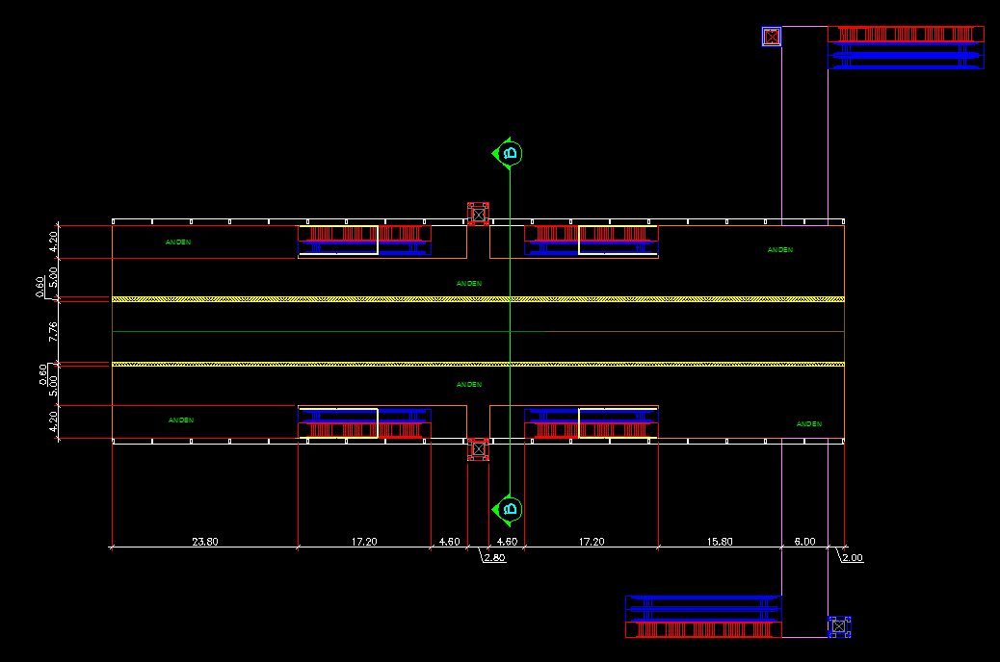 B
4.20
ANDEN
ANDEN
5.00
0.60
ANDEN
7.76
0.60
5.00
ANDEN
4.20
ANDEN
ANDEN
B
23.80
17.20
4.60
2.80
4.60
17.20
15.80
6.00
2.00